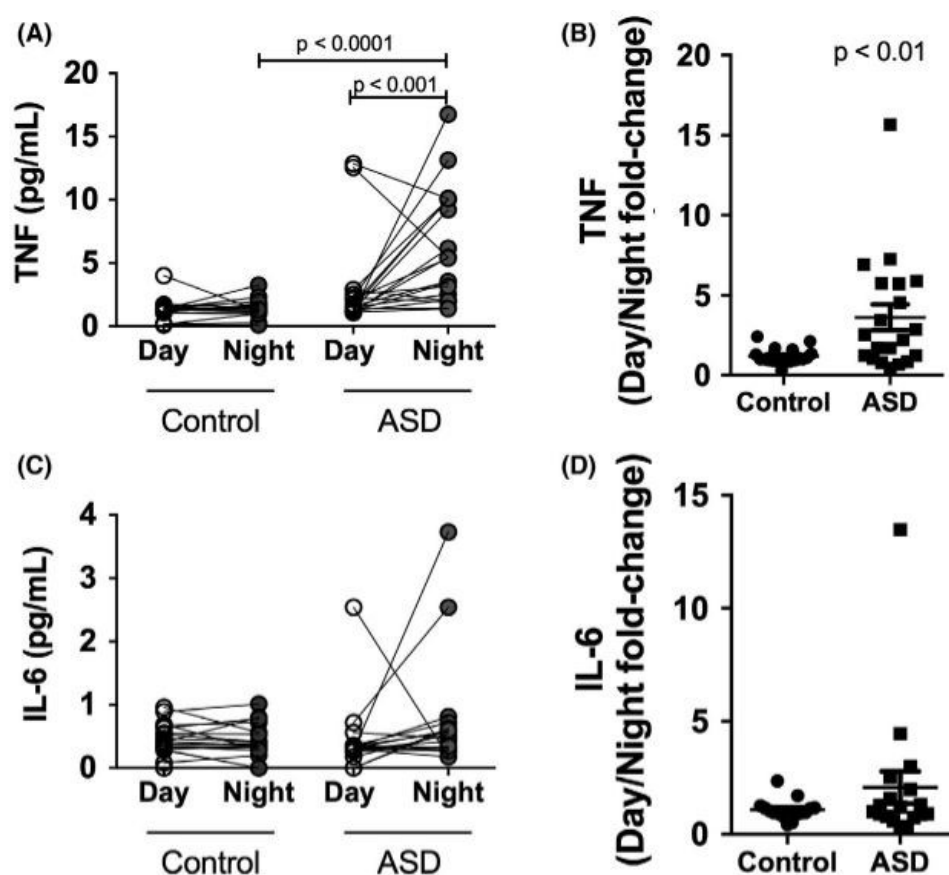 (A)
p < 0.0001
p < 0.001
TNF (pg/mL)
20
15
10
5
0
Day Night Day Night
Control ASD
(B)
p < 0.01
TNF
(Day/Night fold-change)
20
15
10
5
0
Control ASD
(C)
IL-6 (pg/mL)
4
3
2
1
0
Day Night Day Night
Control ASD
(D)
IL-6
(Day/Night fold-change)
15
10
5
0
Control ASD